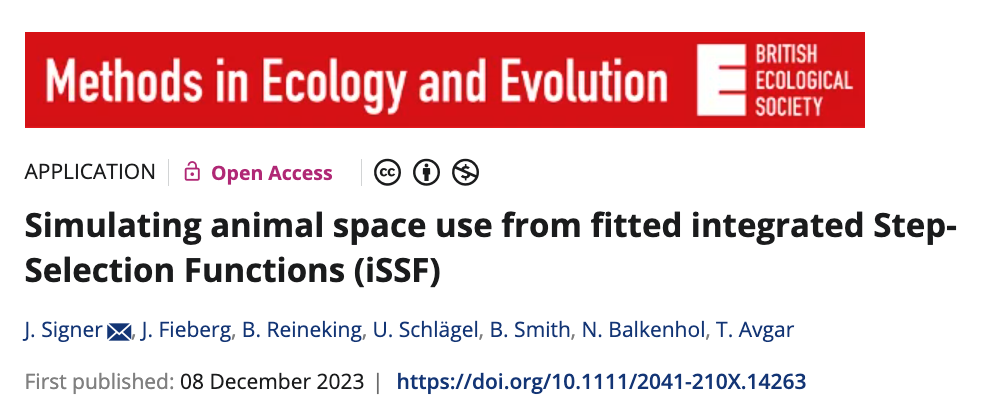 Methods in Ecology and Evolution
BRITISH
ECOLOGICAL
SOCIETY
APPLICATION | Open Access | cc
Simulating animal space use from fitted integrated Step-
Selection Functions (iSSF)
J. Signer, J. Fieberg, B. Reineking, U. Schlägel, B. Smith, N. Balkenhol, T. Avgar
First published: 08 December 2023 | https://doi.org/10.1111/2041-210X.14263